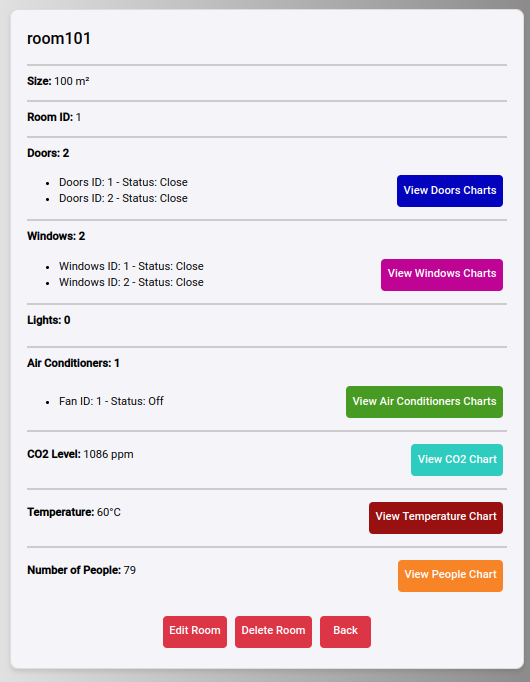 room101
Size: 100 m²
Room ID: 1
Doors: 2
Doors ID: 1 - Status: Close
Doors ID: 2 - Status: Close
View Doors Charts
Windows: 2
Windows ID: 1 - Status: Close
Windows ID: 2 - Status: Close
View Windows Charts
Lights: 0
Air Conditioners: 1
Fan ID: 1 - Status: Off
View Air Conditioners Charts
CO2 Level: 1086 ppm
View CO2 Chart
Temperature: 60°C
View Temperature Chart
Number of People: 79
View People Chart
Edit Room Delete Room Back